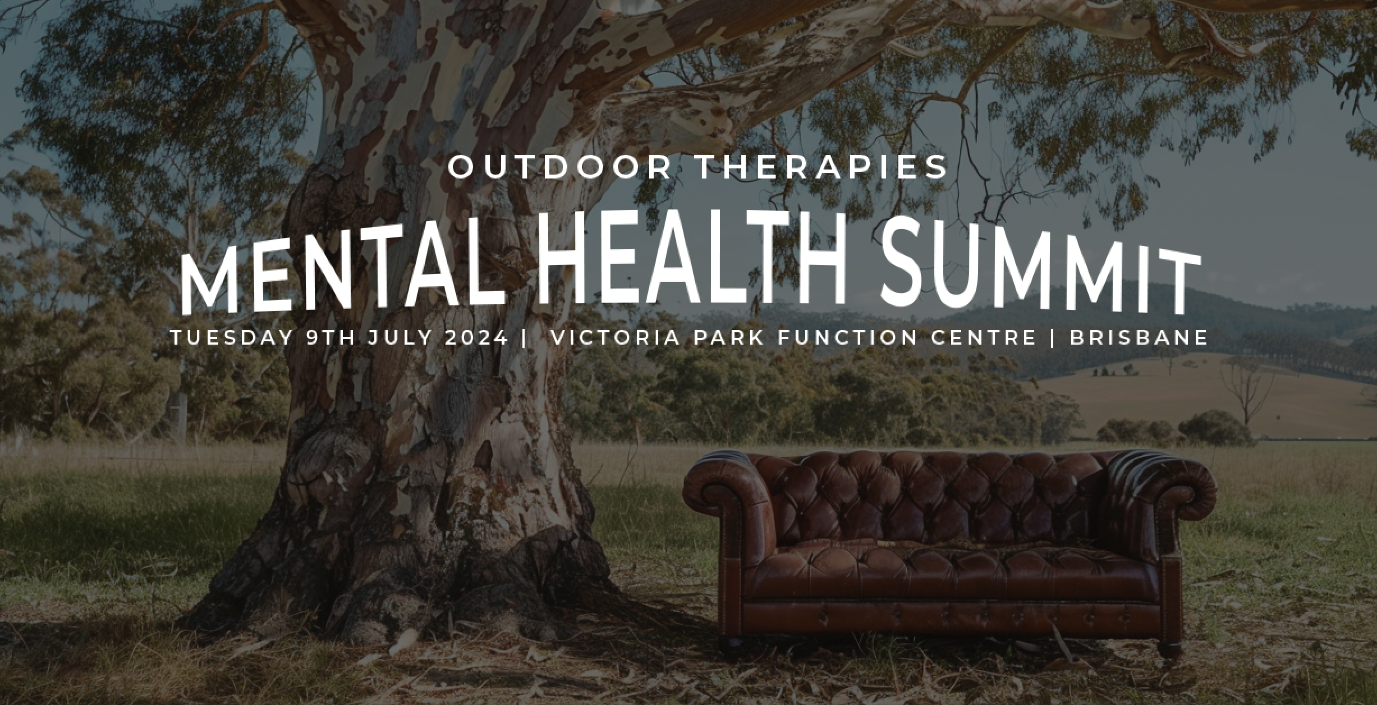 OUTDOOR THERAPIES
MENTAL HEALTH SUMMIT
TUESDAY 9TH JULY 2024 | VICTORIA PARK FUNCTION CENTRE | BRISBANE